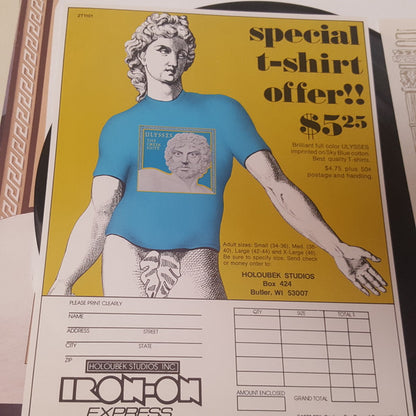 2TYH1
special
t-shirt
offer!!
$5.25
Brilliant full color ULYSSES
imprinted on Sky Blue cotton.
Best quality T-shirts.
$4.75 plus 50¢
postage and handling.
ULYSSES
THE
GREEK
SUITE
Adult sizes: Small (34-36), Med. (38-
40), Large (42-44) and X-Large (46).
Be sure to specify size. Send check
or money order to:
HOLOUBEK STUDIOS
Box 424
Butler, WI 53007
PLEASE PRINT CLEARLY
NAME
ADDRESS STREET
CITY STATE
ZIP
QTY. SIZE TOTAL $
AMOUNT ENCLOSED GRAND TOTAL
HOLOUBEK STUDIOS INC.
IRON-ON
EXPRESS